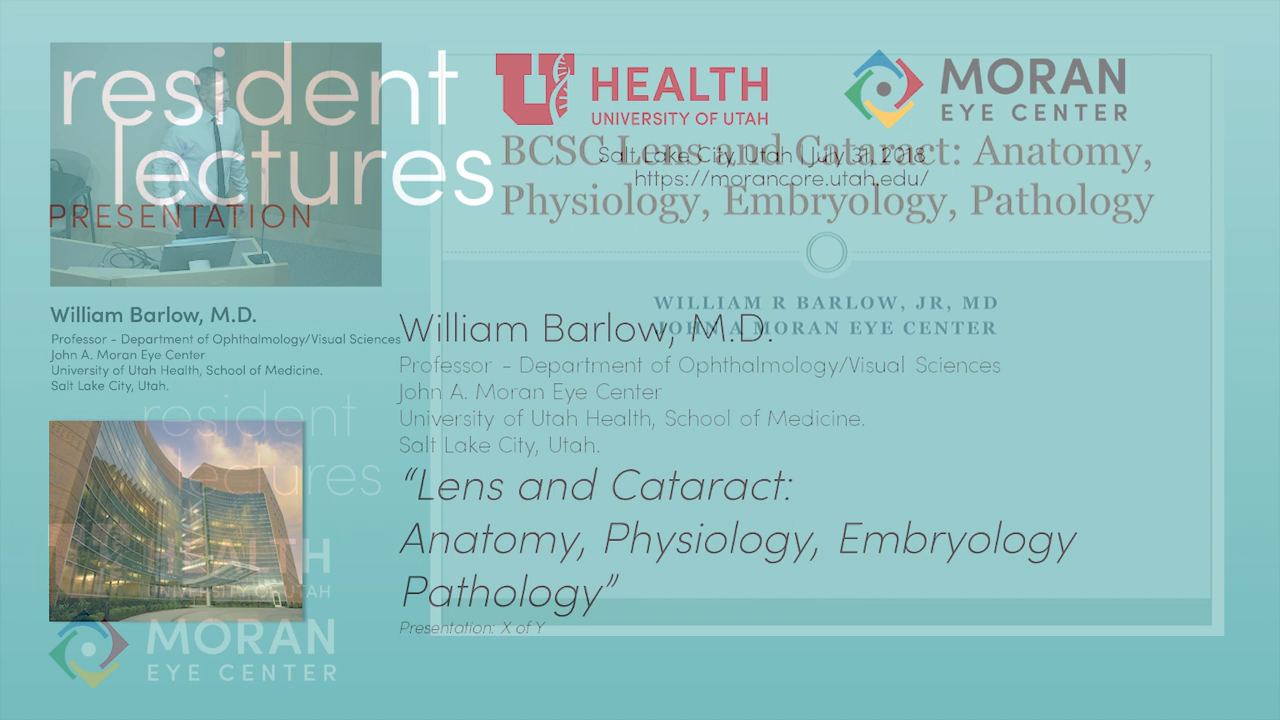 resident
lectures
PRESENTATION
HEALTH
UNIVERSITY OF UTAH
MORAN
EYE CENTER
Salt Lake City, Utah | July 31, 2018
https://morancore.utah.edu/
BCSC Lens and Cataract: Anatomy,
Physiology, Embryology, Pathology
WILLIAM R BARLOW, JR, MD
JOHN A MORAN EYE CENTER
William Barlow, M.D.
Professor - Department of Ophthalmology/Visual Sciences
John A. Moran Eye Center
University of Utah Health, School of Medicine.
Salt Lake City, Utah.
William Barlow, M.D.
Professor - Department of Ophthalmology/Visual Sciences
John A. Moran Eye Center
University of Utah Health, School of Medicine.
Salt Lake City, Utah.
“Lens and Cataract:
Anatomy, Physiology, Embryology
Pathology”
Presentation: X of Y
resident
lectures
HEALTH
UNIVERSITY OF UTAH
MORAN
EYE CENTER